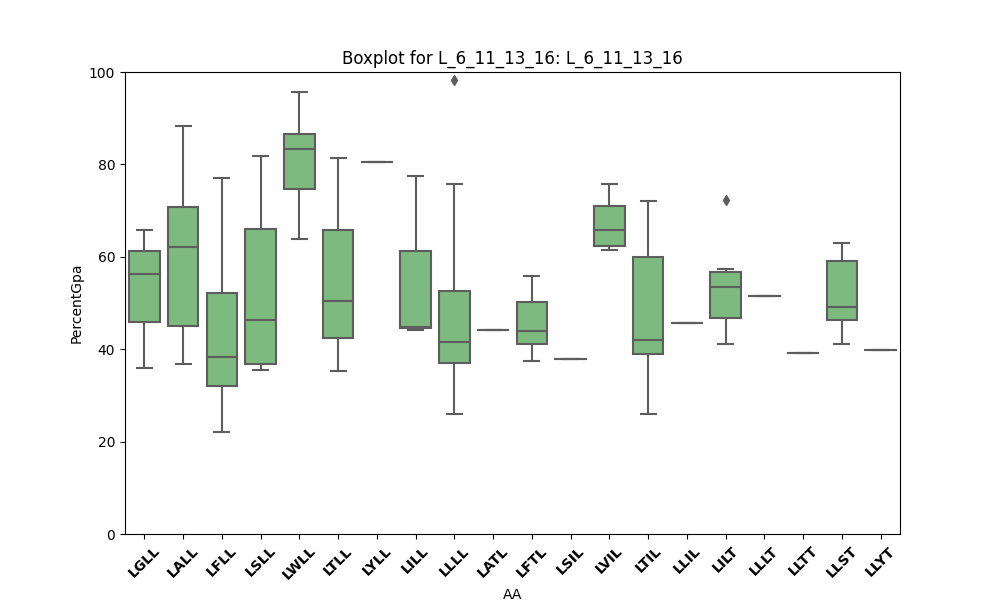 Boxplot for L_6_11_13_16: L_6_11_13_16
100
80
60
40
20
0
PercentGpa
LGLL LALL LFLL LSLL LWLL LTLL LYLL LILL LLLL LATL LFTL LSIL LVIL LTIL LLIL LILT LLLT LLTT LLST LLYT
AA